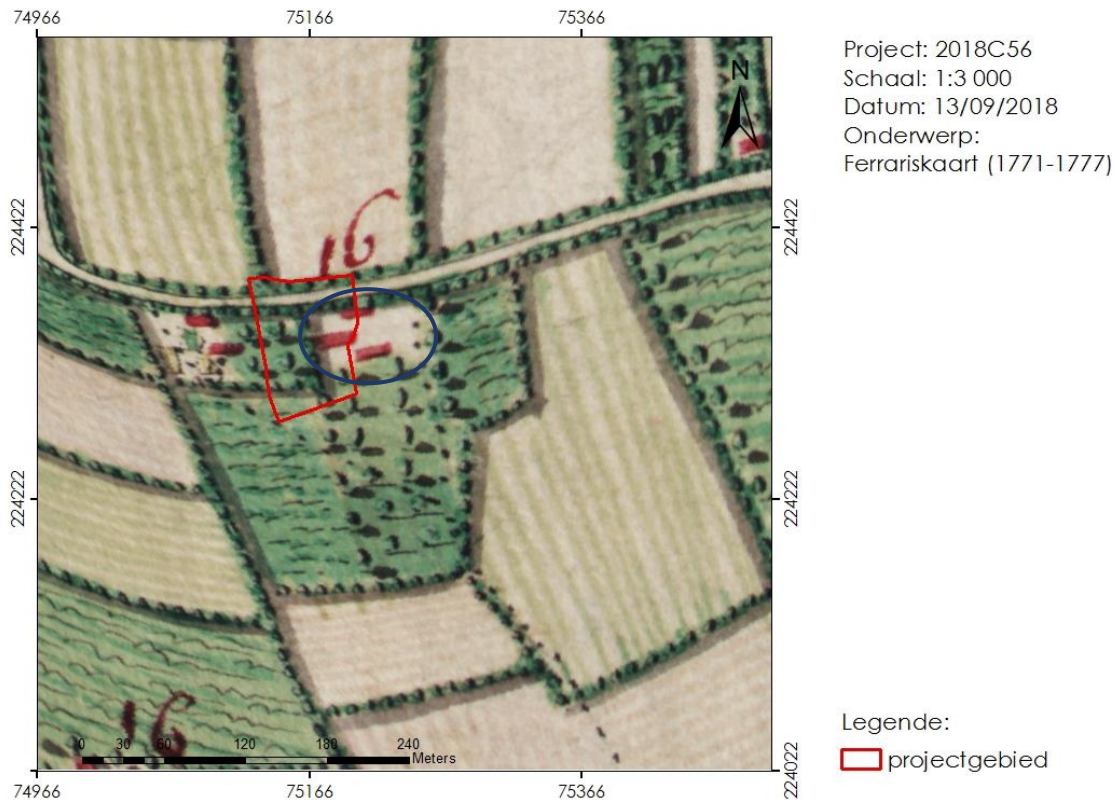 74966 75166 75366
Project: 2018C56
Schaal: 1:3 000
Datum: 13/09/2018
Onderwerp:
Ferrariskaart (1771-1777)
N
224422 224422
16
224222 224222
16
0 30 60 120 180 240
Meters
224022
74966 75166 75366
Legende:
projectgebied